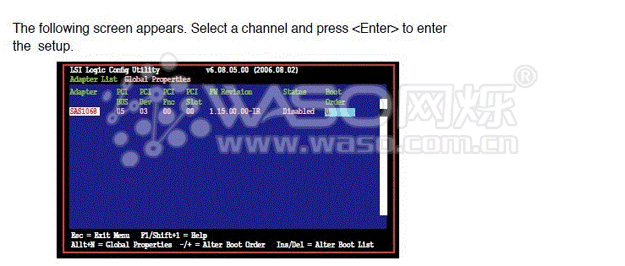 The following screen appears. Select a channel and press <Enter> to enter
the setup.
LSI Logic Config Utility v6.08.05.00 (2006.08.02)
Adapter List Global Properties
Adapter PCI PCI PCI PCI FW Revision Status Boot
Bus Dev Fnc Slot Order
SAS1068 05 03 00 00 1.15.00.00-IR Disabled
WASO网烁®
www.waso.com.cn
Esc = Exit Menu F1/Shift+1 = Help
Allt+N = Global Properties -/+ = Alter Boot Order Ins/Del = Alter Boot List